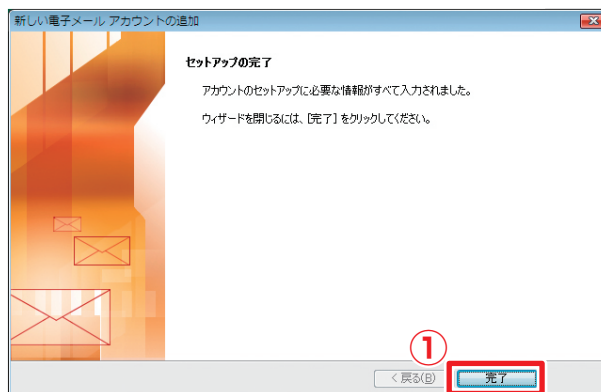 新しい電子メール アカウントの追加
セットアップの完了
アカウントのセットアップに必要な情報がすべて入力されました。
ウィザードを閉じるには、[完了] をクリックしてください。
①
< 戻る(B)
完了